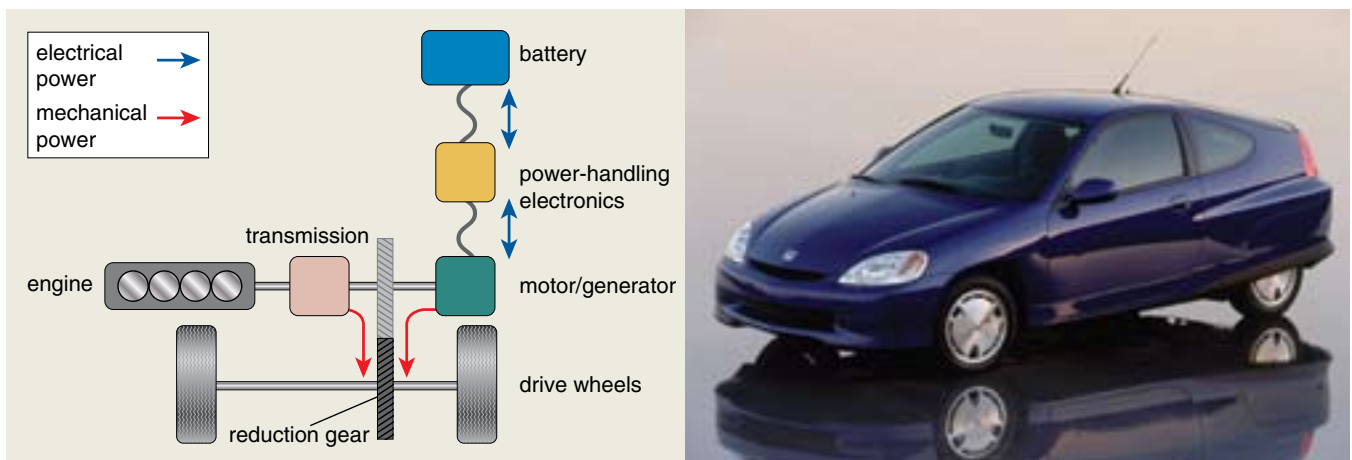 electrical
power
mechanical
power
battery
power-handling
electronics
transmission
engine
motor/generator
drive wheels
reduction gear